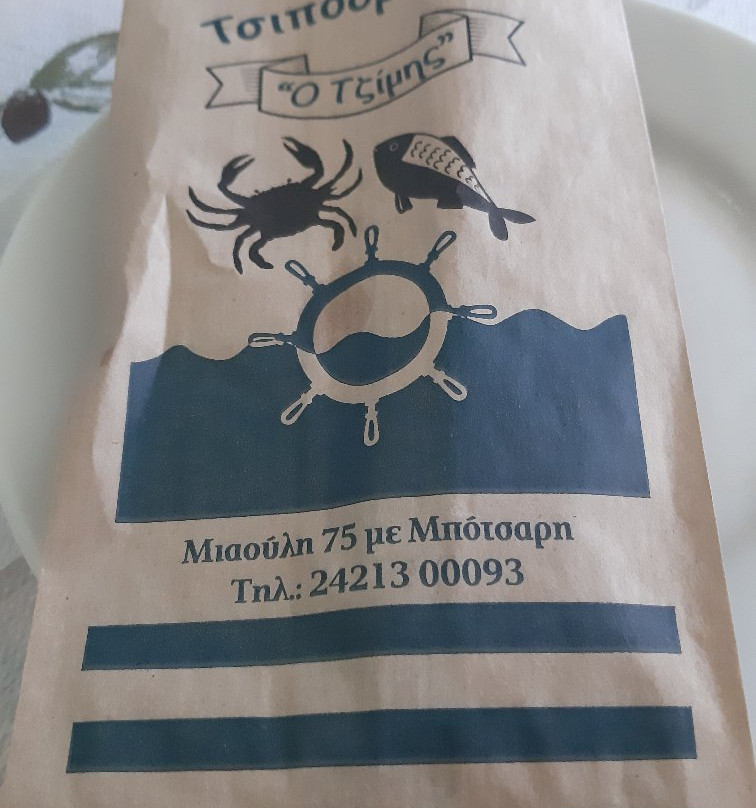 "Ο Τζίμης"
Μιαούλη 75 με Μπότσαρη
Τηλ.: 24213 00093